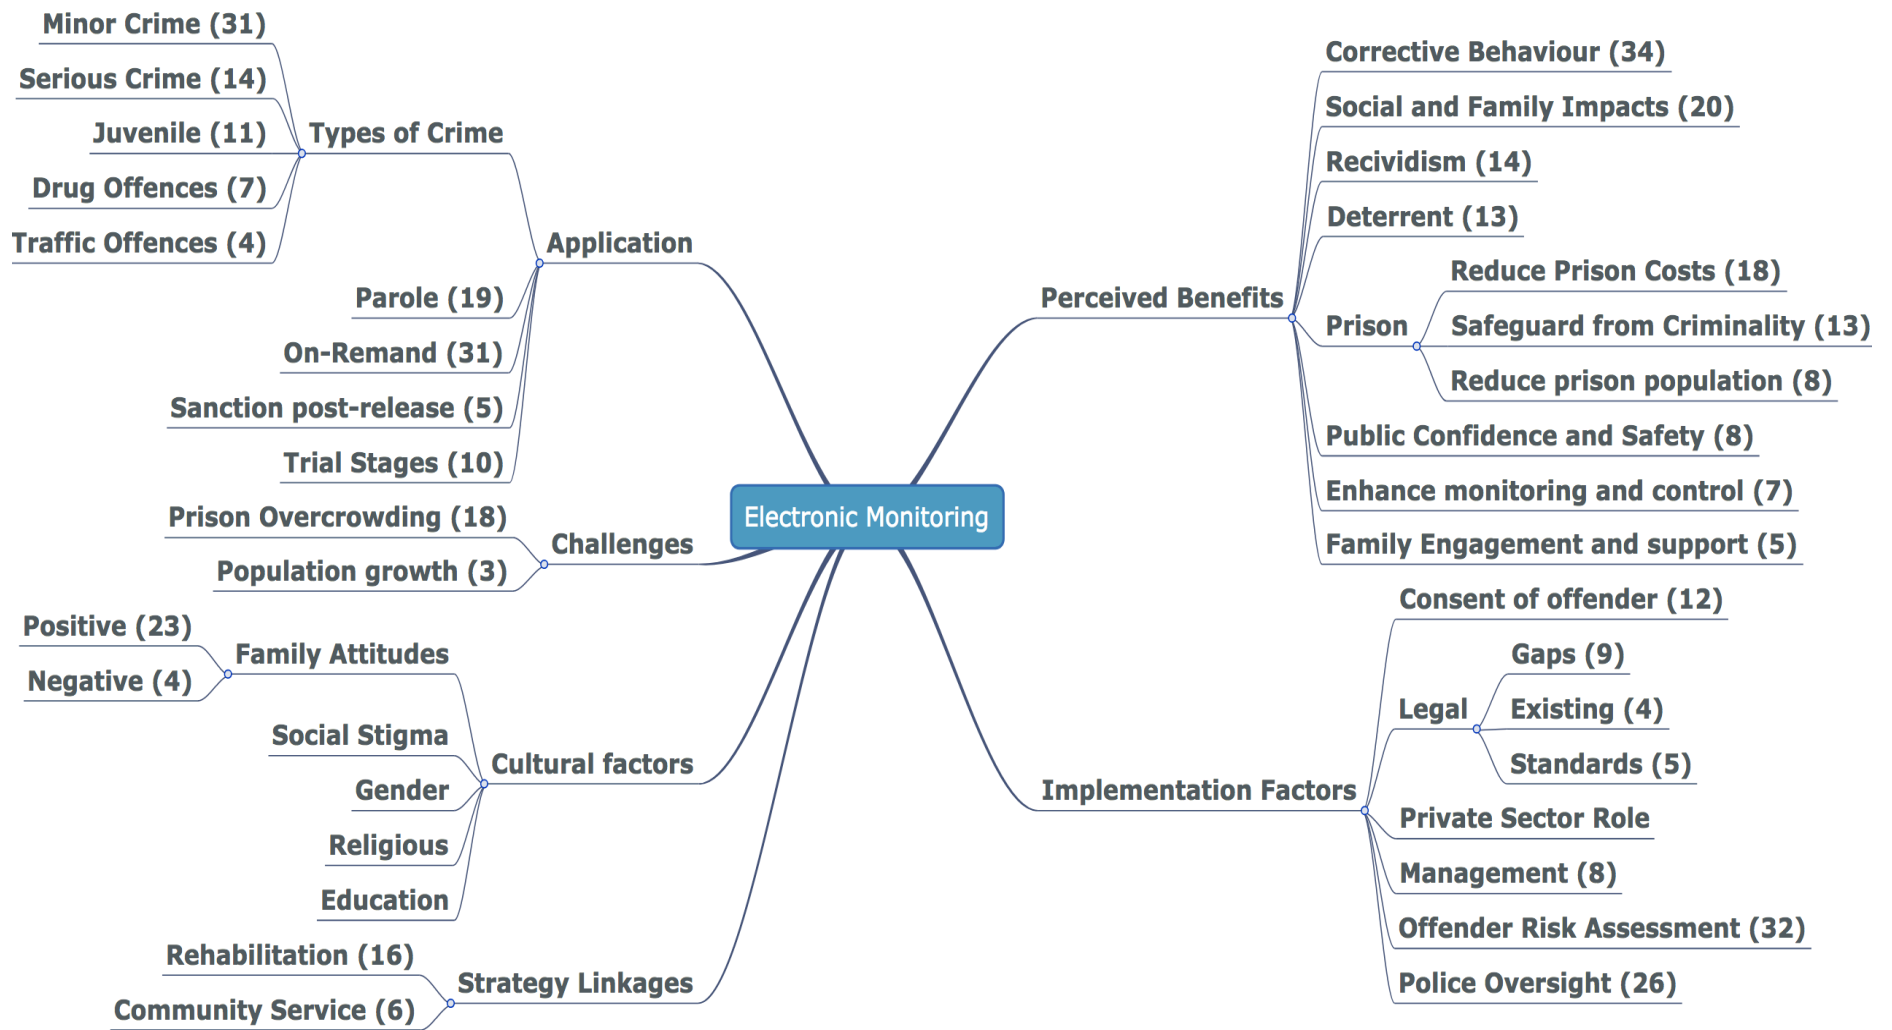 Minor Crime (31)
Serious Crime (14)
Juvenile (11)
Drug Offences (7)
Traffic Offences (4)
Types of Crime
Application
Parole (19)
On-Remand (31)
Sanction post-release (5)
Trial Stages (10)
Prison Overcrowding (18)
Population growth (3)
Challenges
Positive (23)
Negative (4)
Family Attitudes
Social Stigma
Gender
Religious
Education
Cultural factors
Rehabilitation (16)
Community Service (6)
Strategy Linkages
Electronic Monitoring
Perceived Benefits
Corrective Behaviour (34)
Social and Family Impacts (20)
Recividism (14)
Deterrent (13)
Prison
Reduce Prison Costs (18)
Safeguard from Criminality (13)
Reduce prison population (8)
Public Confidence and Safety (8)
Enhance monitoring and control (7)
Family Engagement and support (5)
Implementation Factors
Consent of offender (12)
Legal
Gaps (9)
Existing (4)
Standards (5)
Private Sector Role
Management (8)
Offender Risk Assessment (32)
Police Oversight (26)